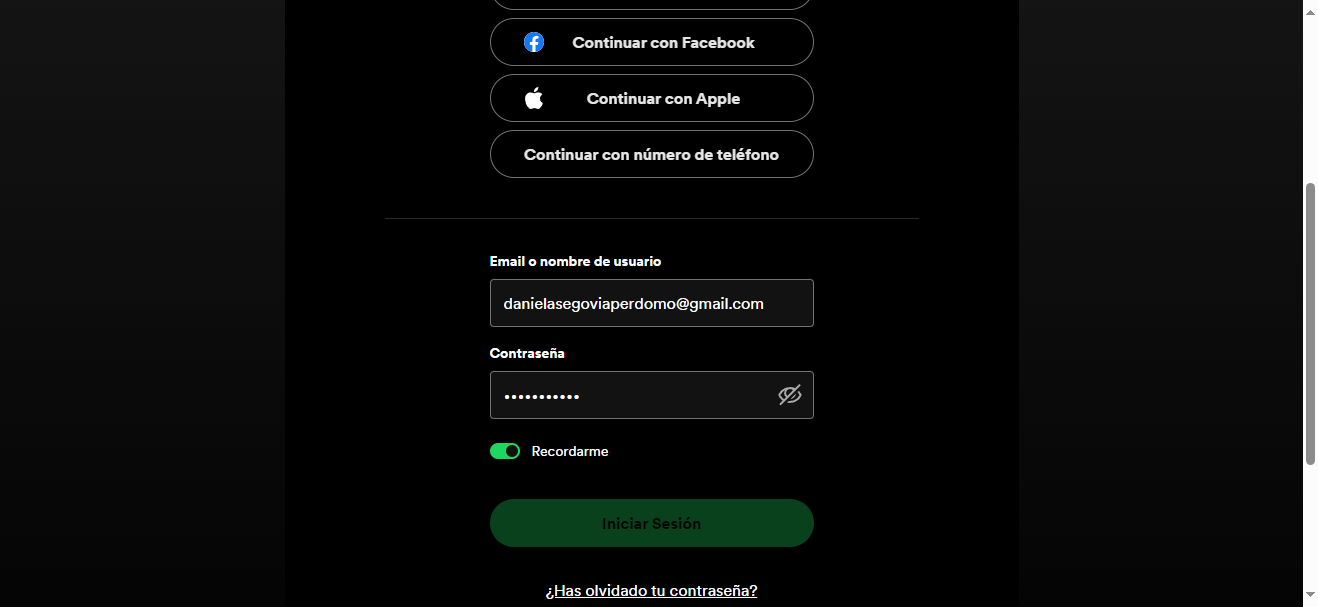 Continuar con Facebook
Continuar con Apple
Continuar con número de teléfono
Email o nombre de usuario
danielasegoviaperdomo@gmail.com
Contraseña
•••••••••••
Recordarme
Iniciar Sesión
¿Has olvidado tu contraseña?